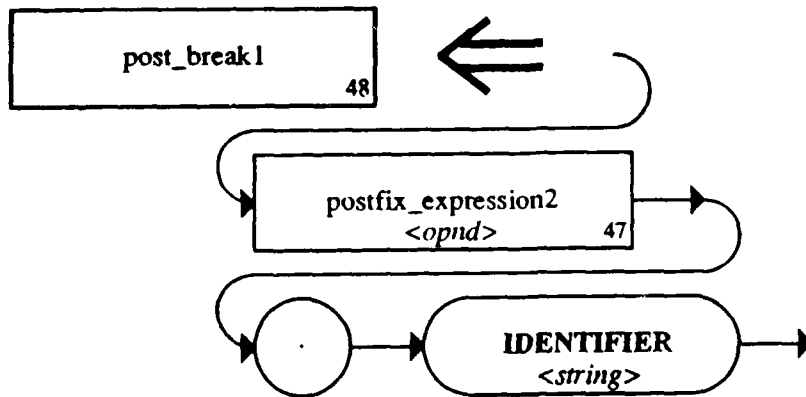 post_break1
48
postfix_expression2
<opnd>
47
.
IDENTIFIER
<string>